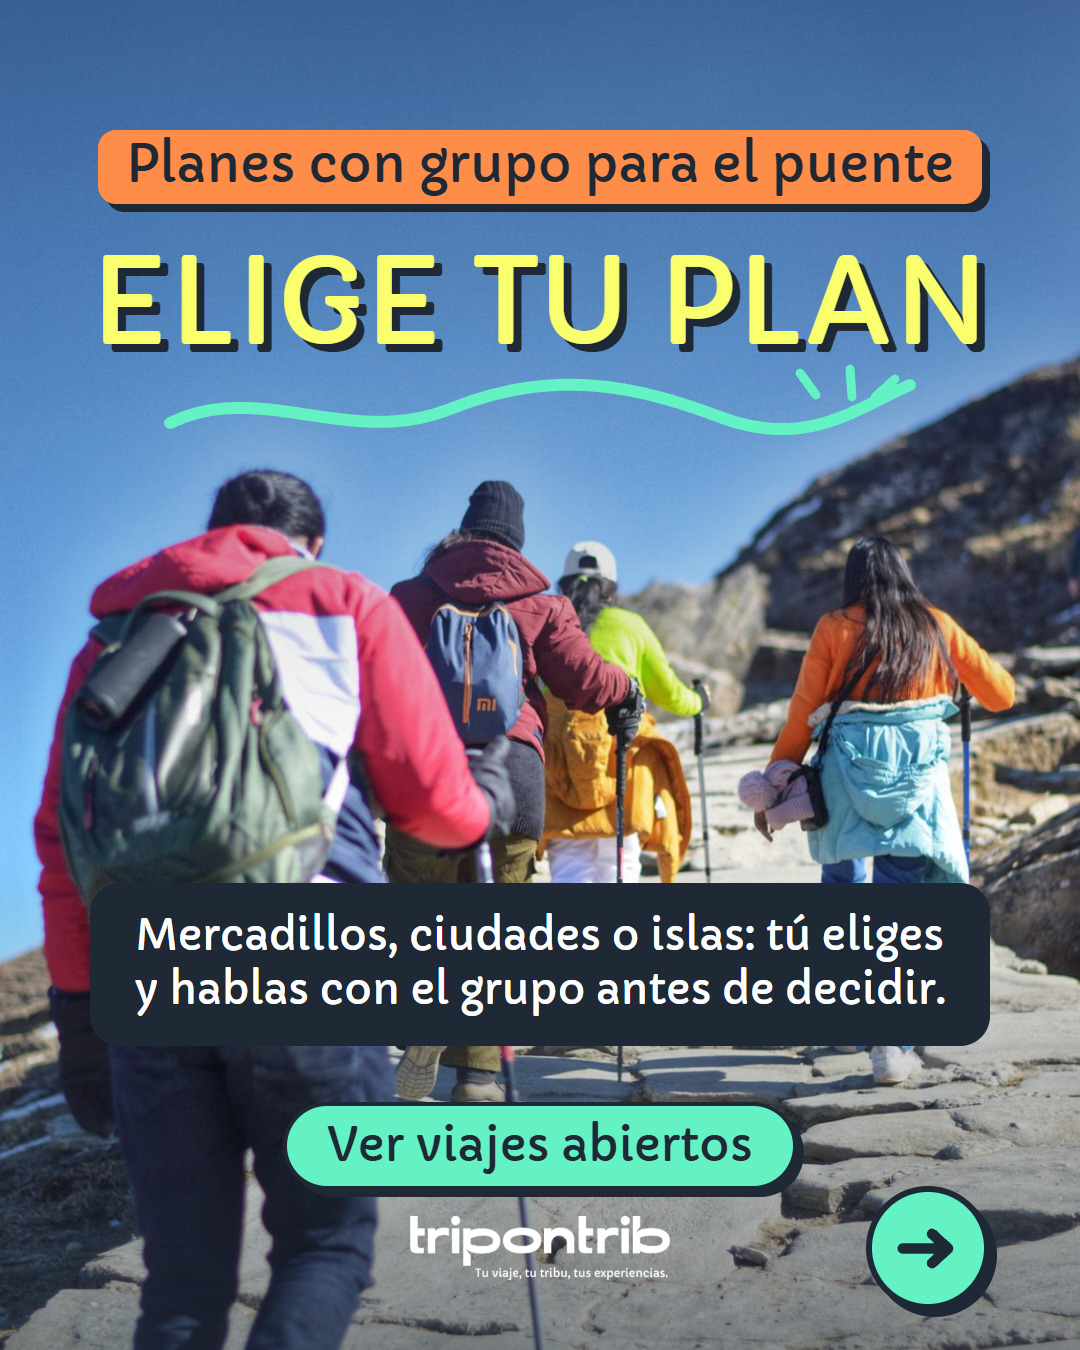 Planes con grupo para el puente
ELIGE TU PLAN
mi
Mercadillos, ciudades o islas: tú eliges
y hablas con el grupo antes de decidir.
Ver viajes abiertos
tripontrib
Tu viaje, tu tribu, tus experiencias.